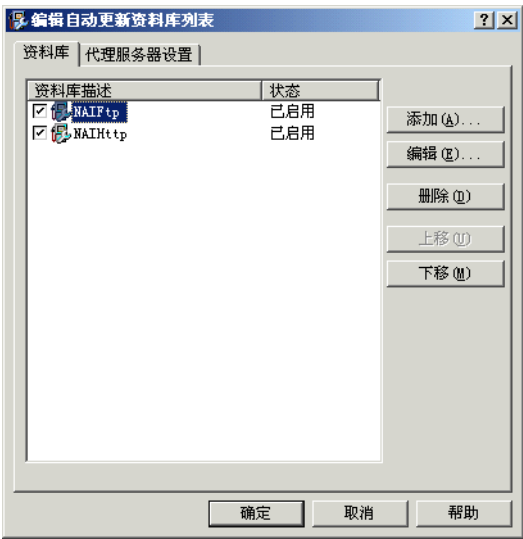 编辑自动更新资料库列表
资料库 代理服务器设置
资料库描述 状态
NAIFtp 已启用
NAIHttp 已启用
添加(A)...
编辑(E)...
删除(D)
上移(U)
下移(M)
确定 取消 帮助